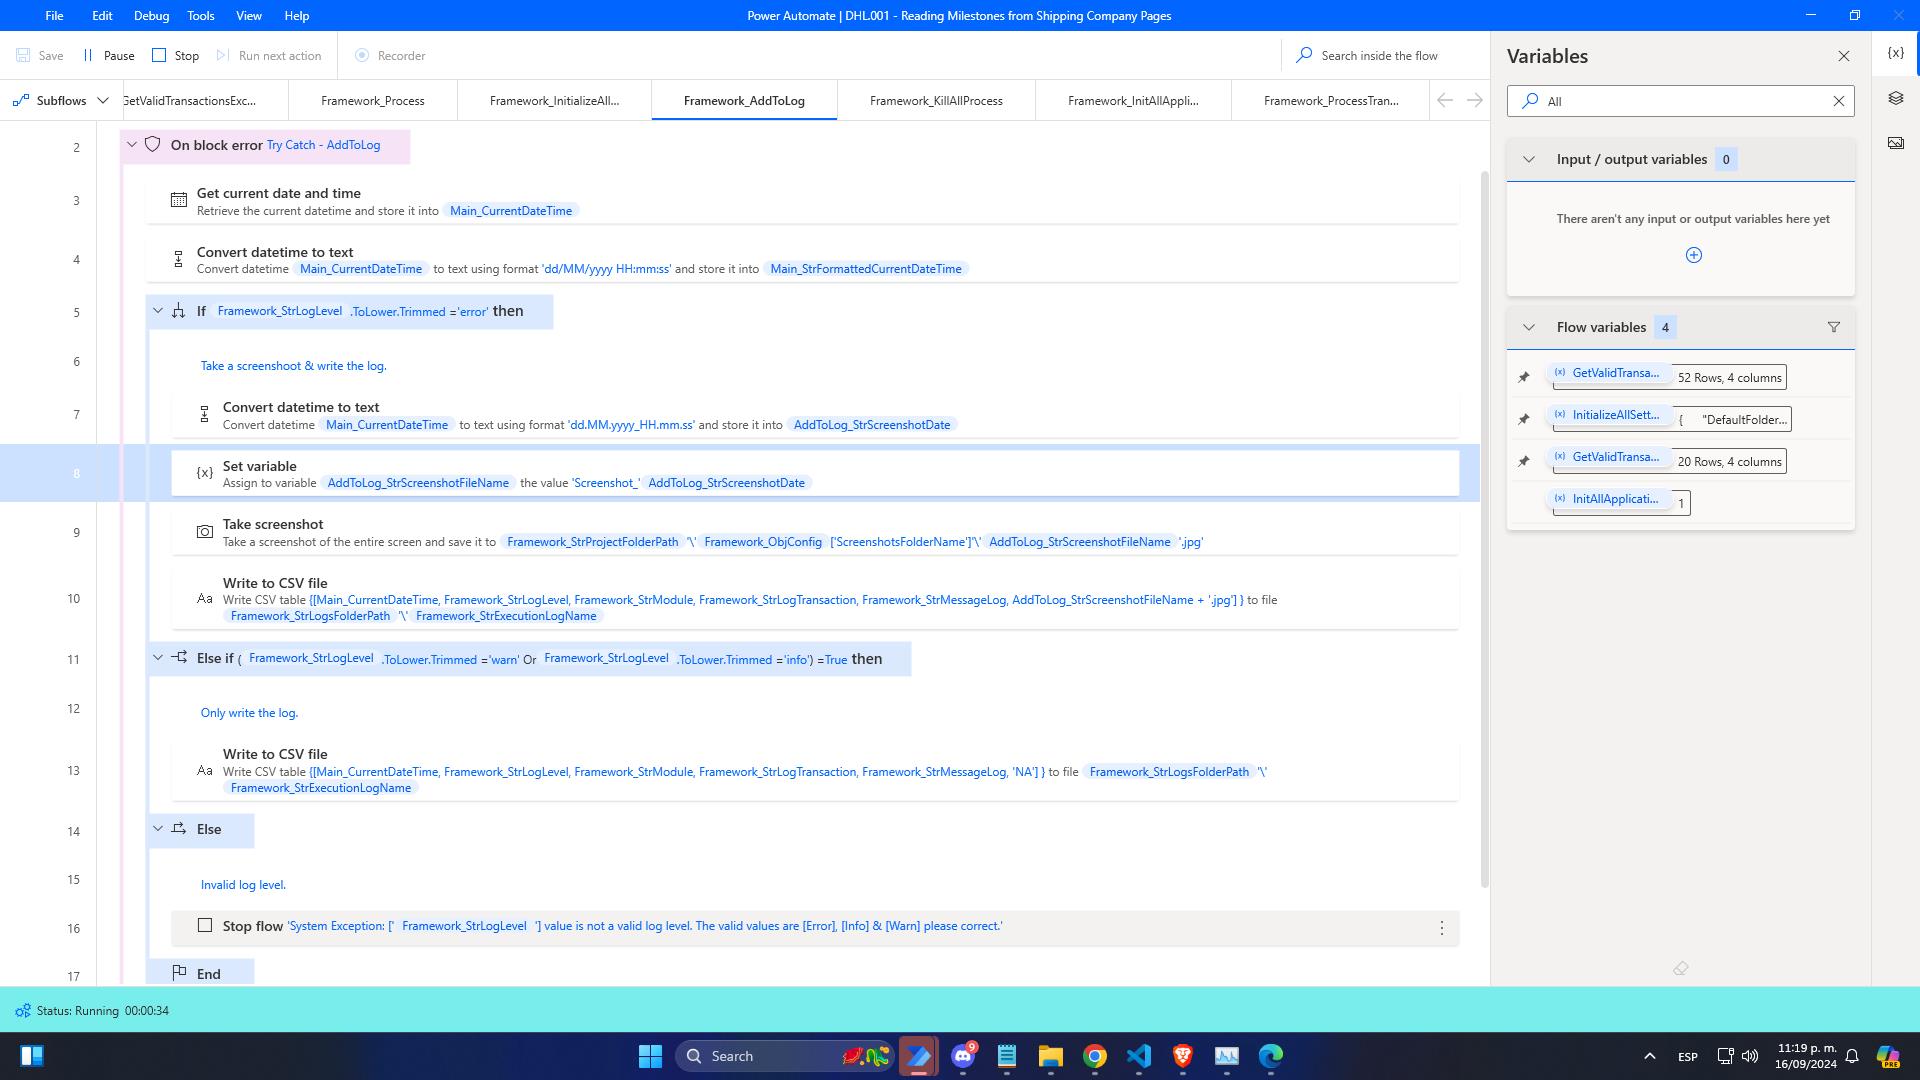 File Edit Debug Tools View Help
Power Automate | DHL.001 - Reading Milestones from Shipping Company Pages
Save Pause Stop Run next action Recorder Search inside the flow
Subflows GetValidTransactionsExc... Framework_Process Framework_InitializeAll... Framework_AddToLog Framework_KillAllProcess Framework_InitAllAppli... Framework_ProcessTran...
2 On block error Try Catch - AddToLog
3 Get current date and time
Retrieve the current datetime and store it into Main_CurrentDateTime
4 Convert datetime to text
Convert datetime Main_CurrentDateTime to text using format 'dd/MM/yyyy HH:mm:ss' and store it into Main_StrFormattedCurrentDateTime
5 If Framework_StrLogLevel .ToLower.Trimmed ='error' then
6 Take a screenshoot & write the log.
7 Convert datetime to text
Convert datetime Main_CurrentDateTime to text using format 'dd.MM.yyyy_HH.mm.ss' and store it into AddToLog_StrScreenshotDate
8 {x} Set variable
Assign to variable AddToLog_StrScreenshotFileName the value 'Screenshot_' AddToLog_StrScreenshotDate
9 Take screenshot
Take a screenshot of the entire screen and save it to Framework_StrProjectFolderPath '\' Framework_ObjConfig ['ScreenshotsFolderName']'\' AddToLog_StrScreenshotFileName '.jpg'
10 Aa Write to CSV file
Write CSV table {[Main_CurrentDateTime, Framework_StrLogLevel, Framework_StrModule, Framework_StrLogTransaction, Framework_StrMessageLog, AddToLog_StrScreenshotFileName + '.jpg'] } to file
Framework_StrLogsFolderPath '\' Framework_StrExecutionLogName
11 Else if ( Framework_StrLogLevel .ToLower.Trimmed ='warn' Or Framework_StrLogLevel .ToLower.Trimmed ='info') =True then
12 Only write the log.
13 Aa Write to CSV file
Write CSV table {[Main_CurrentDateTime, Framework_StrLogLevel, Framework_StrModule, Framework_StrLogTransaction, Framework_StrMessageLog, 'NA'] } to file Framework_StrLogsFolderPath '\'
Framework_StrExecutionLogName
14 Else
15 Invalid log level.
16 Stop flow 'System Exception: [' Framework_StrLogLevel '] value is not a valid log level. The valid values are [Error], [Info] & [Warn] please correct.'
17 End
Variables
{x}
All
Input / output variables 0
There aren't any input or output variables here yet
Flow variables 4
(x) GetValidTransa... 52 Rows, 4 columns
(x) InitializeAllSett... { "DefaultFolder...
(x) GetValidTransa... 20 Rows, 4 columns
(x) InitAllApplicati... 1
Status: Running 00:00:34
Search 9 ESP 11:19 p. m.
16/09/2024
PRE